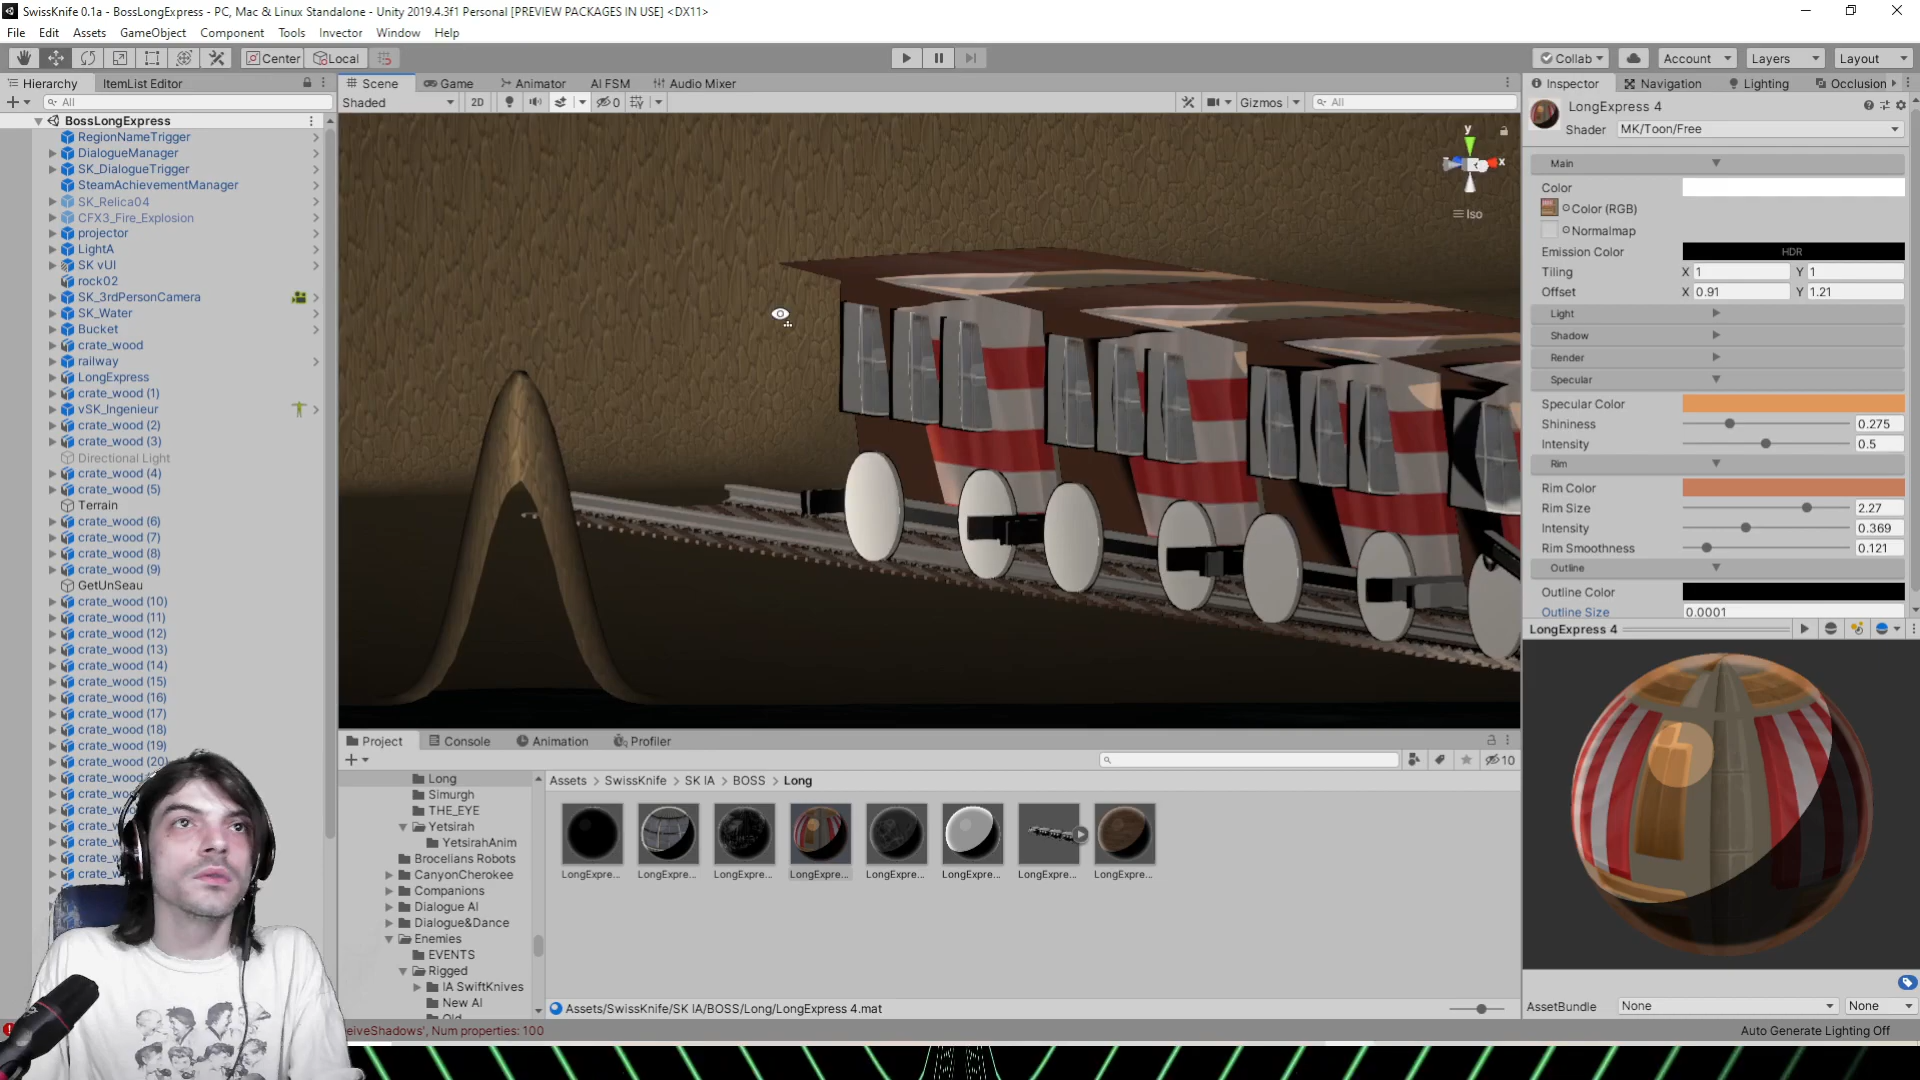 SwissKnife 0.1a - BossLongExpress - PC, Mac & Linux Standalone - Unity 2019.4.3f1 Personal [PREVIEW PACKAGES IN USE] <DX11>
File Edit Assets GameObject Component Tools Invector Window Help
Center Local Collab Account Layers Layout
Hierarchy ItemList Editor
All
BossLongExpress
RegionNameTrigger
DialogueManager
SK_DialogueTrigger
SteamAchievementManager
SK_Relica04
CFX3_Fire_Explosion
projector
LightA
SK vUI
rock02
SK_3rdPersonCamera
SK_Water
Bucket
crate_wood
railway
LongExpress
crate_wood (1)
vSK_Ingenieur
crate_wood (2)
crate_wood (3)
Directional Light
crate_wood (4)
crate_wood (5)
Terrain
crate_wood (6)
crate_wood (7)
crate_wood (8)
crate_wood (9)
GetUnSeau
crate_wood (10)
crate_wood (11)
crate_wood (12)
crate_wood (13)
crate_wood (14)
crate_wood (15)
crate_wood (16)
crate_wood (17)
crate_wood (18)
crate_wood (19)
crate_wood (20)
Scene Game Animator AI FSM Audio Mixer
Shaded 2D 0 Gizmos All
y
x
Iso
Project Console Animation Profiler
10
Long
Simurgh
THE_EYE
Yetsirah
YetsirahAnim
Brocelians Robots
CanyonCherokee
Companions
Dialogue AI
Dialogue&Dance
Enemies
EVENTS
Rigged
IA SwiftKnives
New AI
Assets > SwissKnife > SK IA > BOSS > Long
LongExpre... LongExpre... LongExpre... LongExpre... LongExpre... LongExpre... LongExpre... LongExpre...
Assets/SwissKnife/SK IA/BOSS/Long/LongExpress 4.mat
eiveShadows', Num properties: 100
Auto Generate Lighting Off
Inspector Navigation Lighting Occlusion
LongExpress 4
Shader MK/Toon/Free
Main
Color
Color (RGB)
Normalmap
Emission Color HDR
Tiling X 1 Y 1
Offset X 0.91 Y 1.21
Light
Shadow
Render
Specular
Specular Color
Shininess 0.275
Intensity 0.5
Rim
Rim Color
Rim Size 2.27
Intensity 0.369
Rim Smoothness 0.121
Outline
Outline Color
Outline Size 0.0001
LongExpress 4
AssetBundle None None